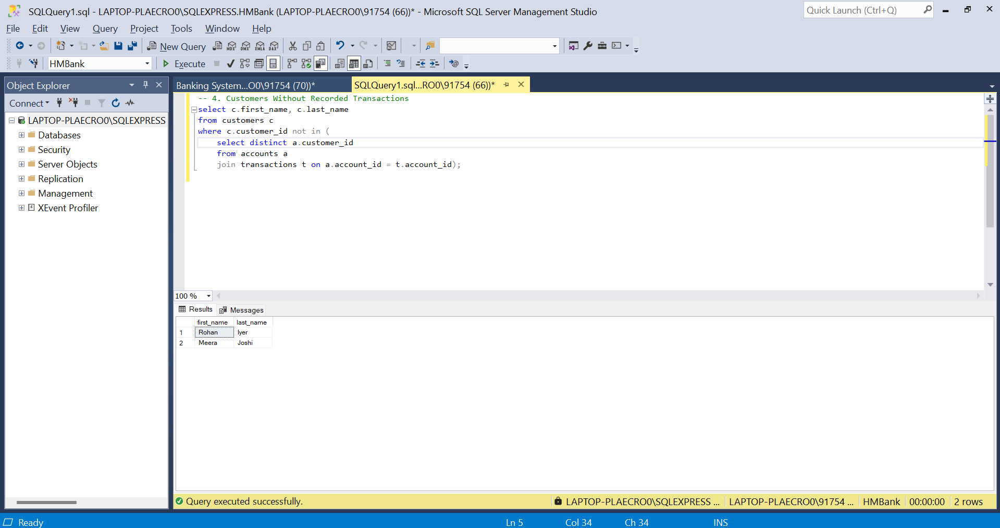 SQLQuery1.sql - LAPTOP-PLAECRO0\SQLEXPRESS.HMBank (LAPTOP-PLAECRO0\91754 (66))* - Microsoft SQL Server Management Studio
Quick Launch (Ctrl+Q)
File Edit View Query Project Tools Window Help
New Query MDX DMX XMLA DAX
HMBank Execute
Object Explorer
Banking System...O0\91754 (70))*
SQLQuery1.sql...RO0\91754 (66))*
Connect
LAPTOP-PLAECRO0\SQLEXPRESS
Databases
Security
Server Objects
Replication
Management
XEvent Profiler
-- 4. Customers Without Recorded Transactions
select c.first_name, c.last_name
from customers c
where c.customer_id not in (
select distinct a.customer_id
from accounts a
join transactions t on a.account_id = t.account_id);
100 %
Results Messages
first_name last_name
1 Rohan Iyer
2 Meera Joshi
Query executed successfully.
LAPTOP-PLAECRO0\SQLEXPRESS ... LAPTOP-PLAECRO0\91754 ... HMBank 00:00:00 2 rows
Ready Ln 5 Col 34 Ch 34 INS